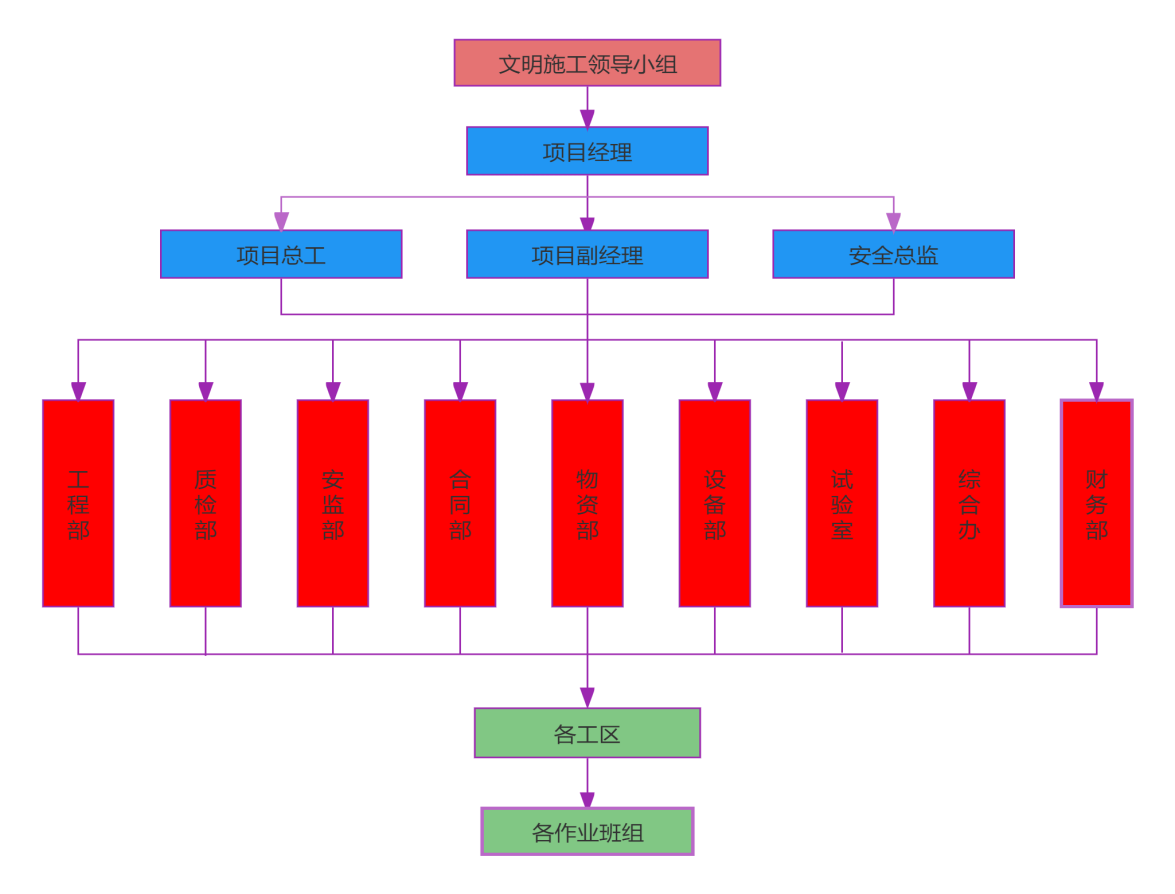 文明施工领导小组
项目经理
项目总工
项目副经理
安全总监
工程部
质检部
安监部
合同部
物资部
设备部
试验室
综合办
财务部
各工区
各作业班组